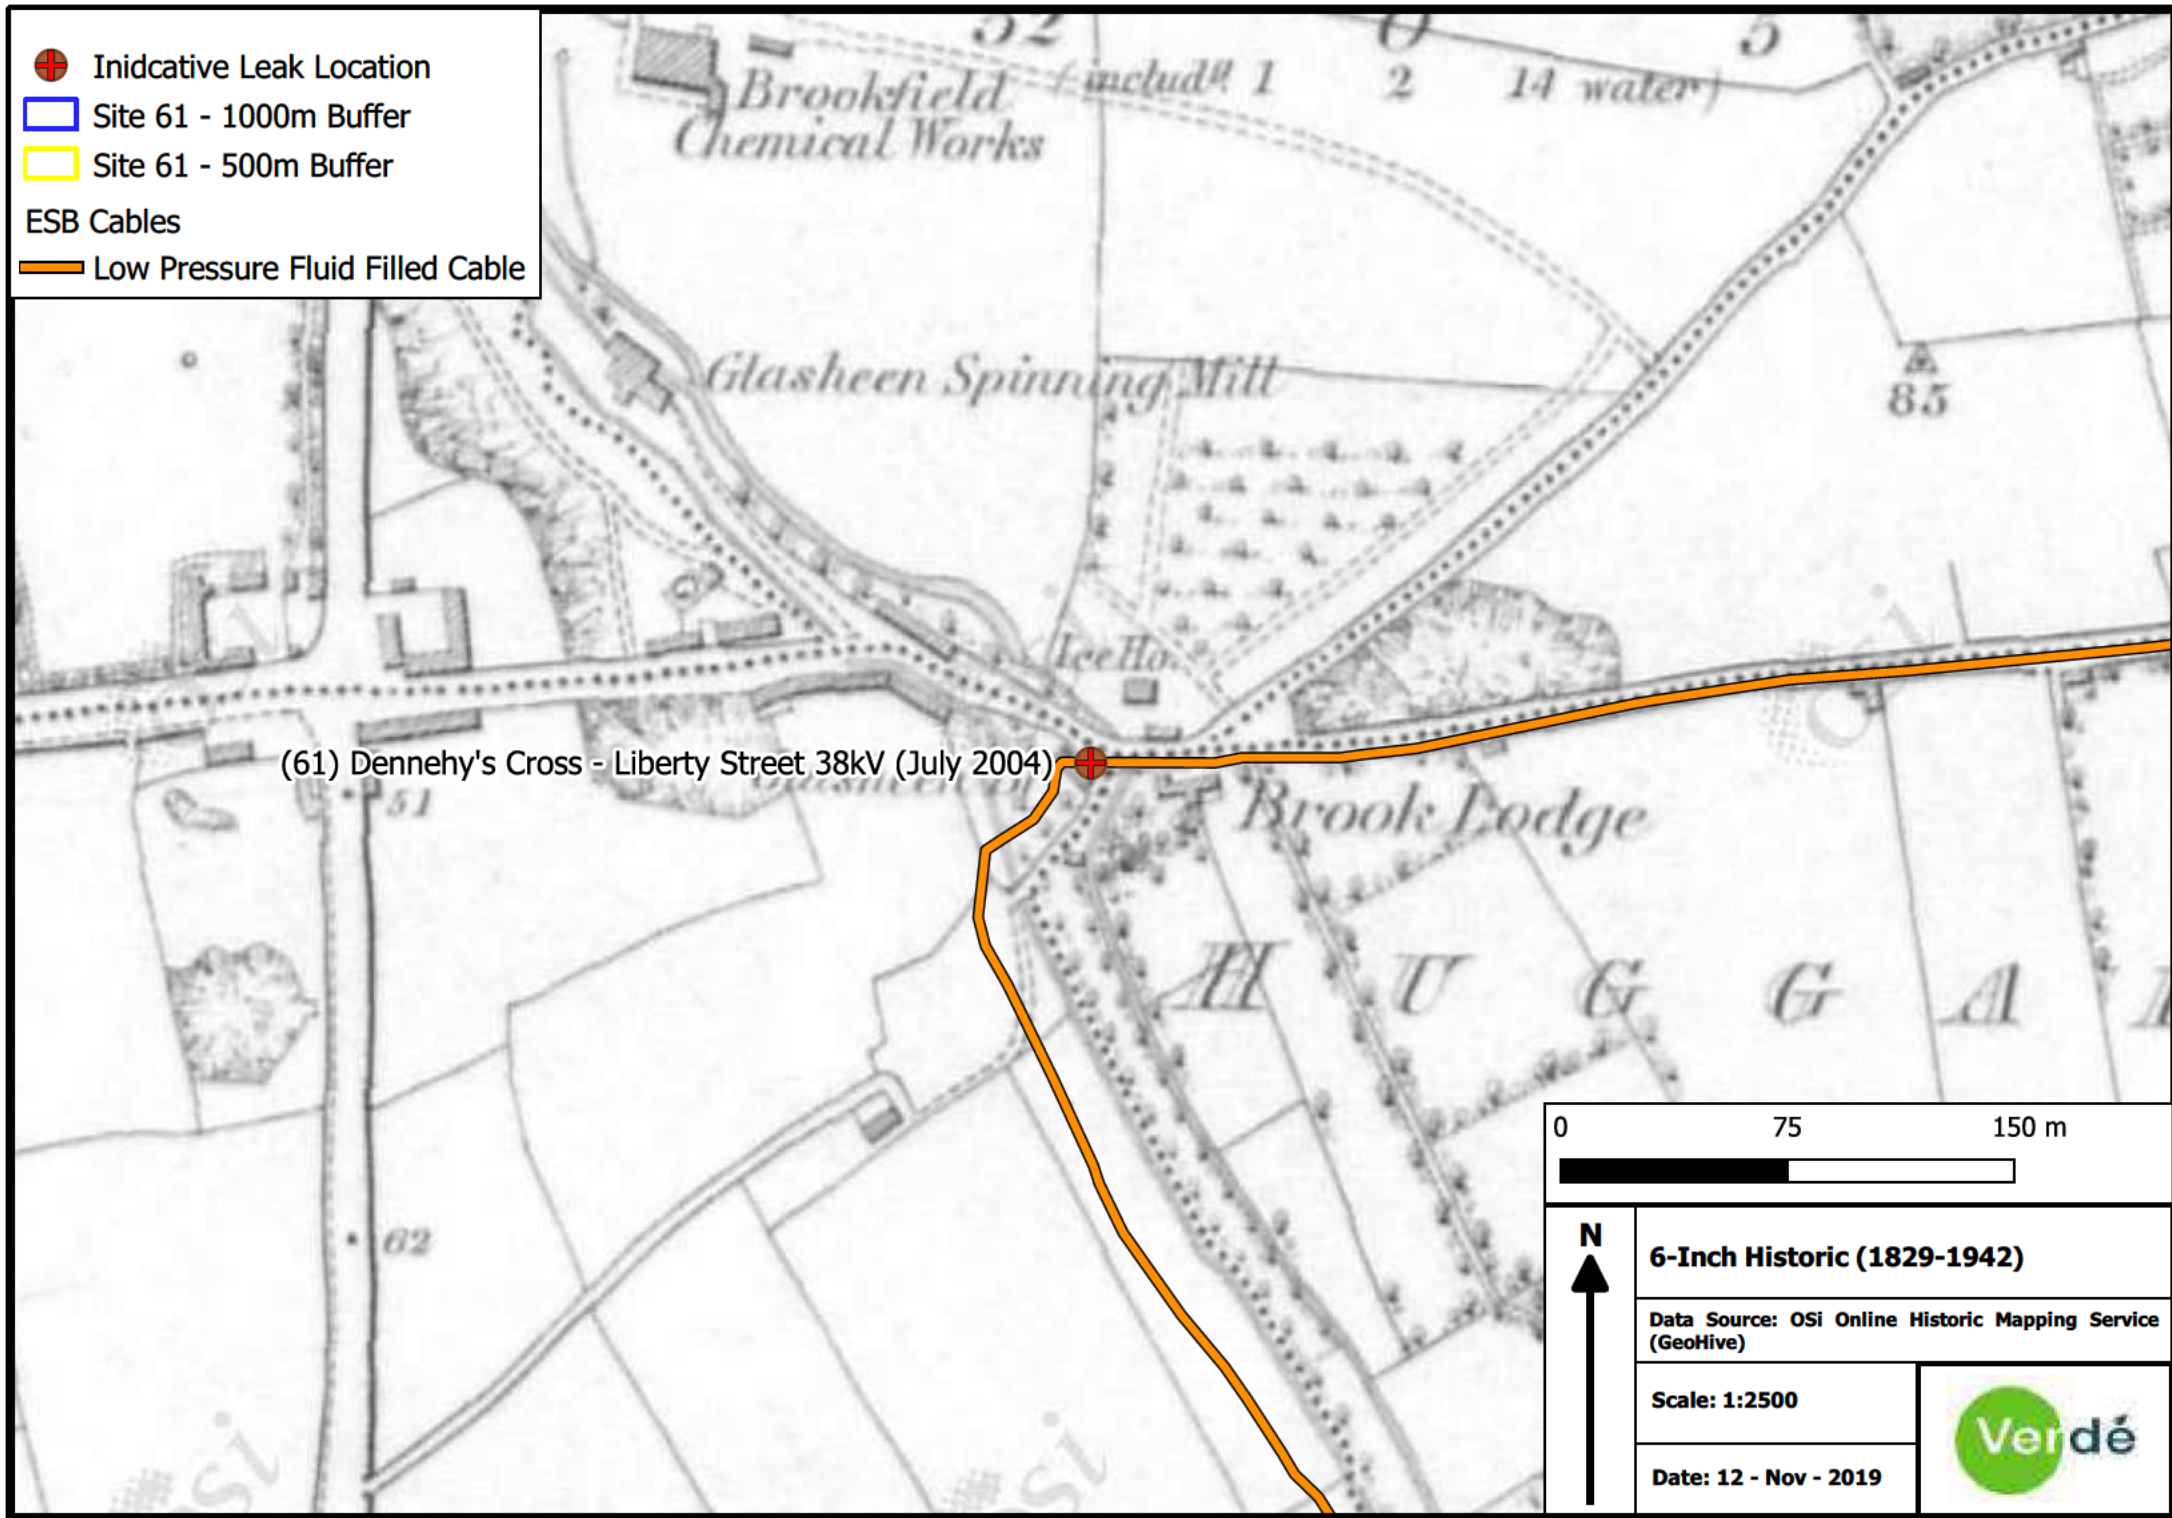 Inidcative Leak Location
Site 61 - 1000m Buffer
Site 61 - 500m Buffer
ESB Cables
Low Pressure Fluid Filled Cable
32 0 5
(includg. 1 2 14 water)
Brookfield
Chemical Works
Glasheen Spinning Mill
85
Ice Ho.
(61) Dennehy's Cross - Liberty Street 38kV (July 2004)
51
Brook Lodge
H U G G A
62
0 75 150 m
N
6-Inch Historic (1829-1942)
Data Source: OSi Online Historic Mapping Service
(GeoHive)
Scale: 1:2500
Date: 12 - Nov - 2019
Verdé